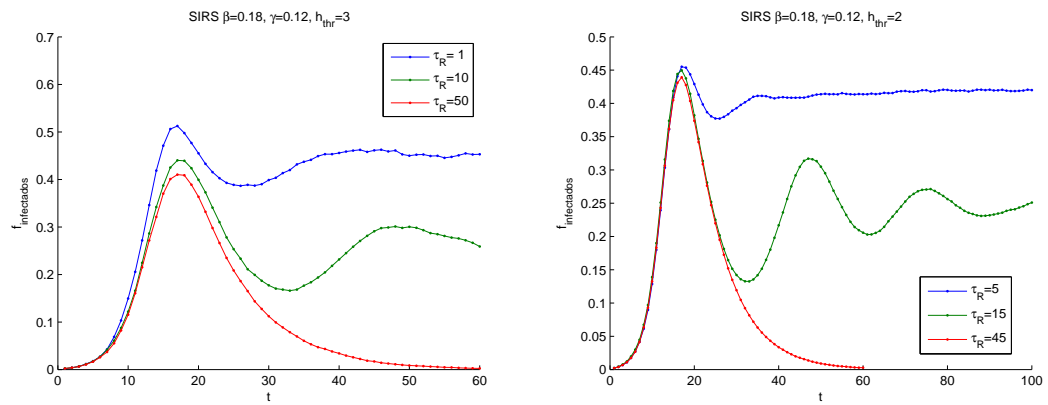 SIRS β=0.18, γ=0.12, h_thr=3
0.7
0.6
0.5
0.4
0.3
0.2
0.1
0
f_infectados
τ_R= 1
τ_R=10
τ_R=50
0 10 20 30 40 50 60
t
SIRS β=0.18, γ=0.12, h_thr=2
0.5
0.45
0.4
0.35
0.3
0.25
0.2
0.15
0.1
0.05
0
f_infectados
τ_R=5
τ_R=15
τ_R=45
0 20 40 60 80 100
t